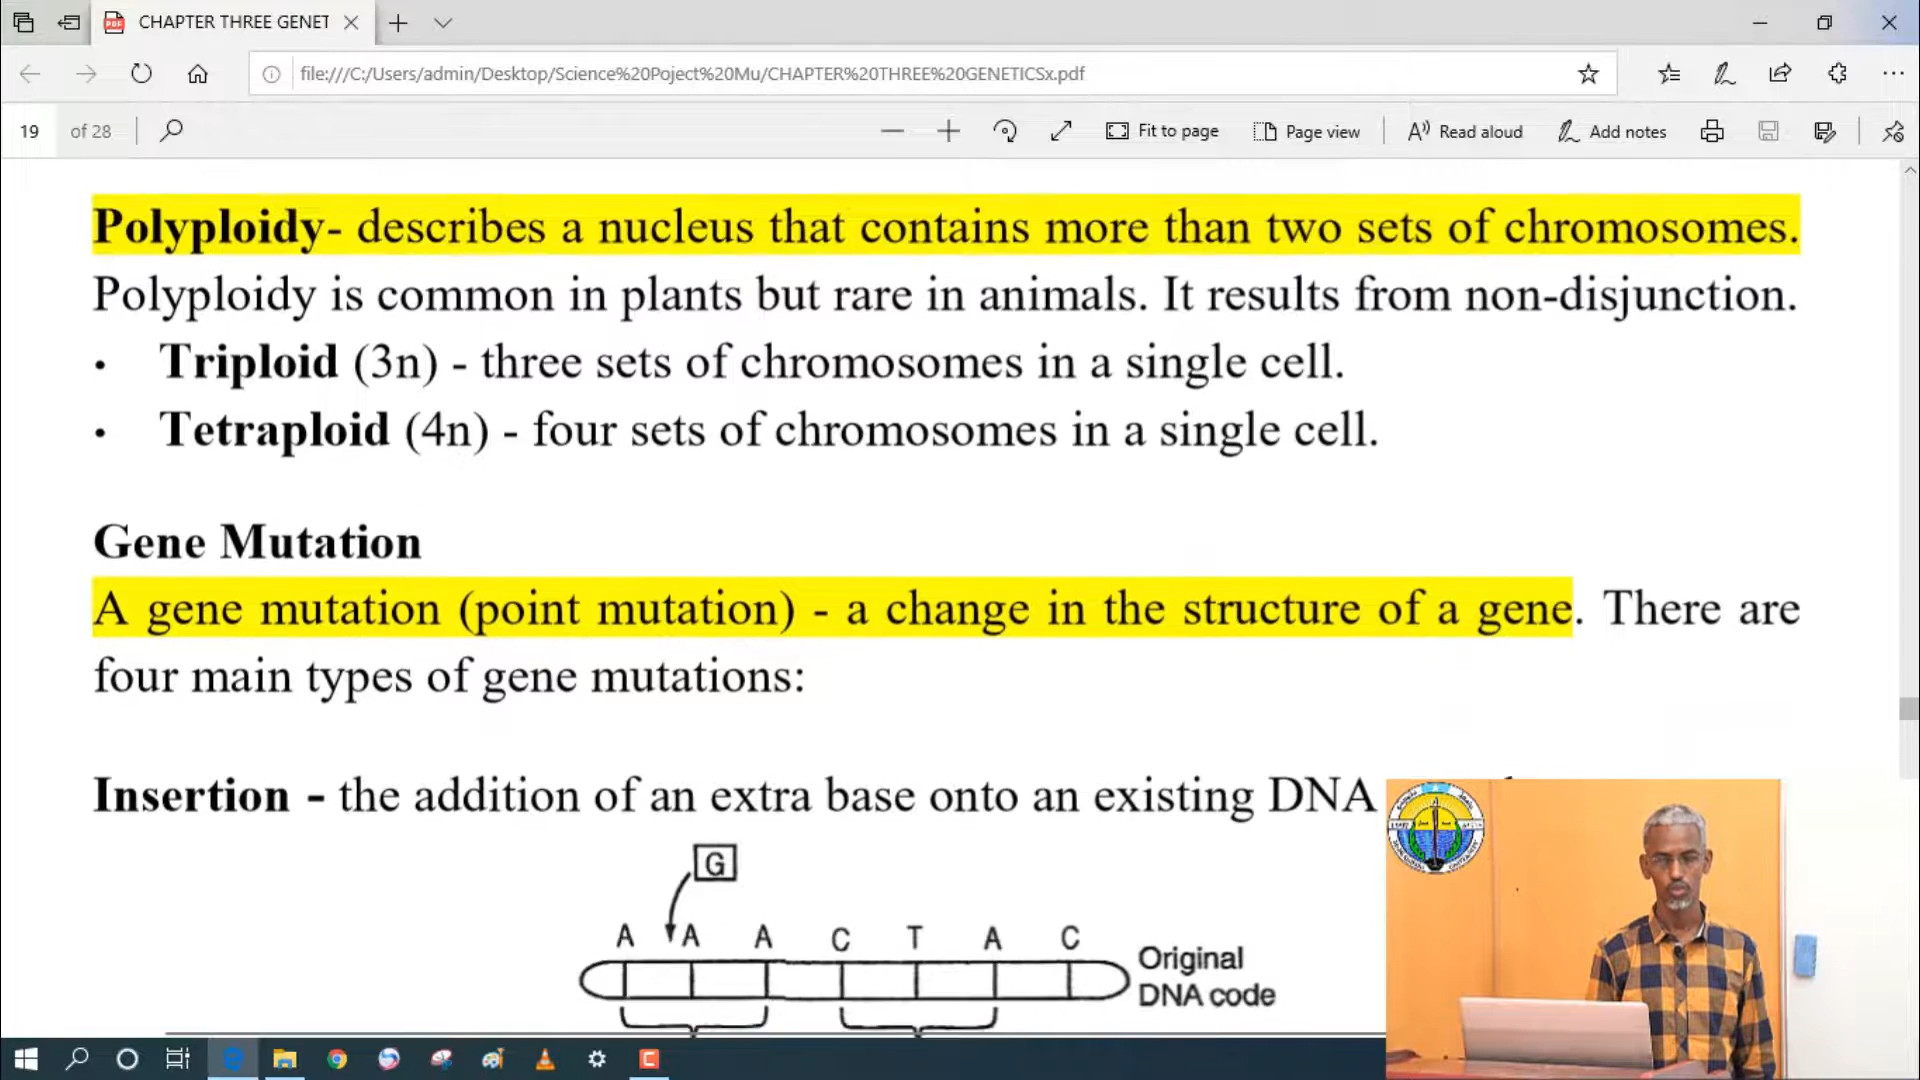 CHAPTER THREE GENET
file:///C:/Users/admin/Desktop/Science%20Poject%20Mu/CHAPTER%20THREE%20GENETICSx.pdf
19 of 28
Fit to page
Page view
Read aloud
Add notes
Polyploidy- describes a nucleus that contains more than two sets of chromosomes.
Polyploidy is common in plants but rare in animals. It results from non-disjunction.
• Triploid (3n) - three sets of chromosomes in a single cell.
• Tetraploid (4n) - four sets of chromosomes in a single cell.
Gene Mutation
A gene mutation (point mutation) - a change in the structure of a gene. There are
four main types of gene mutations:
Insertion - the addition of an extra base onto an existing DNA
G
A A A C T A C
Original
DNA code